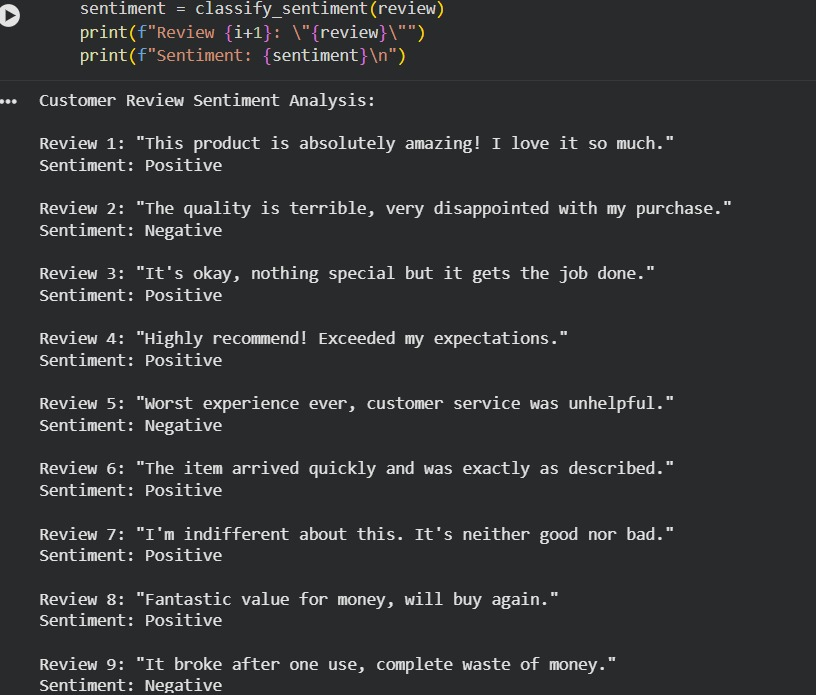 sentiment = classify_sentiment(review)
print(f"Review {i+1}: \"{review}\"")
print(f"Sentiment: {sentiment}\n")
Customer Review Sentiment Analysis:
Review 1: "This product is absolutely amazing! I love it so much."
Sentiment: Positive
Review 2: "The quality is terrible, very disappointed with my purchase."
Sentiment: Negative
Review 3: "It's okay, nothing special but it gets the job done."
Sentiment: Positive
Review 4: "Highly recommend! Exceeded my expectations."
Sentiment: Positive
Review 5: "Worst experience ever, customer service was unhelpful."
Sentiment: Negative
Review 6: "The item arrived quickly and was exactly as described."
Sentiment: Positive
Review 7: "I'm indifferent about this. It's neither good nor bad."
Sentiment: Positive
Review 8: "Fantastic value for money, will buy again."
Sentiment: Positive
Review 9: "It broke after one use, complete waste of money."
Sentiment: Negative